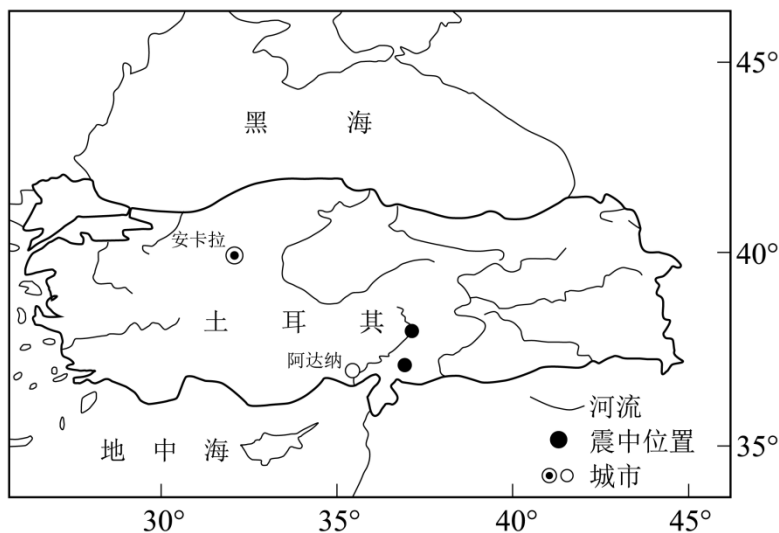 45°
黑 海
安卡拉
40°
土 耳 其
阿达纳
河流
震中位置
城市
地 中 海
35°
30° 35° 40° 45°